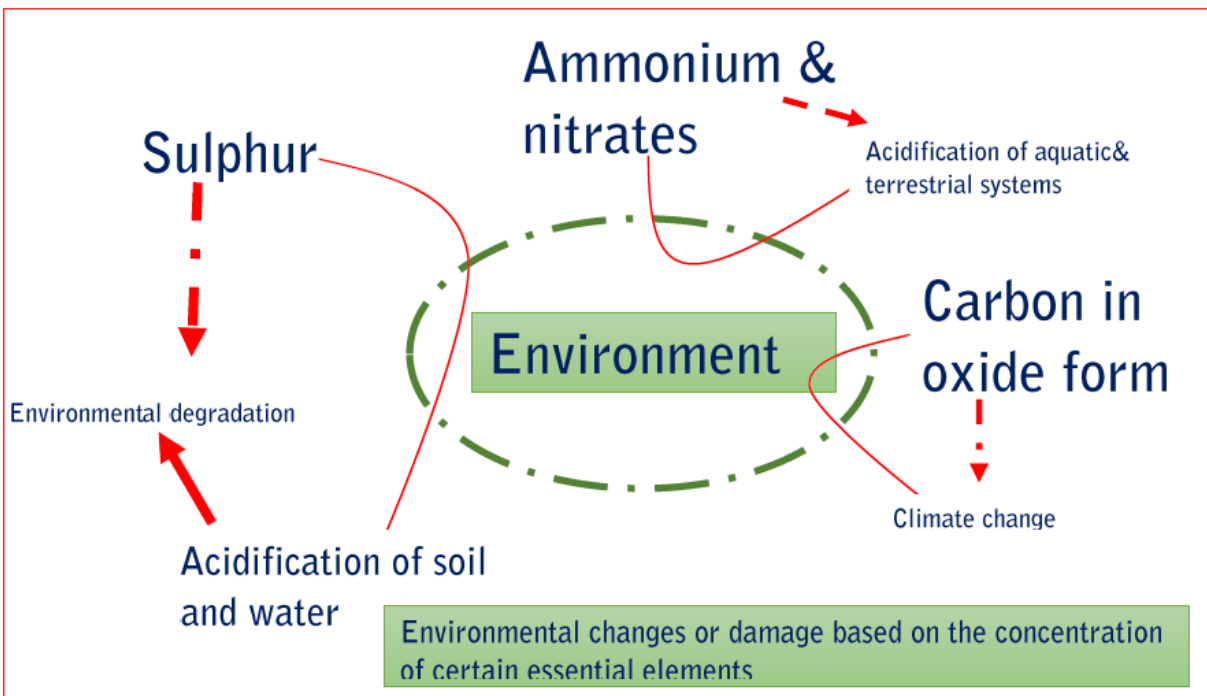 Ammonium &
nitrates
Sulphur
Acidification of aquatic&
terrestrial systems
Carbon in
oxide form
Environment
Environmental degradation
Climate change
Acidification of soil
and water
Environmental changes or damage based on the concentration
of certain essential elements